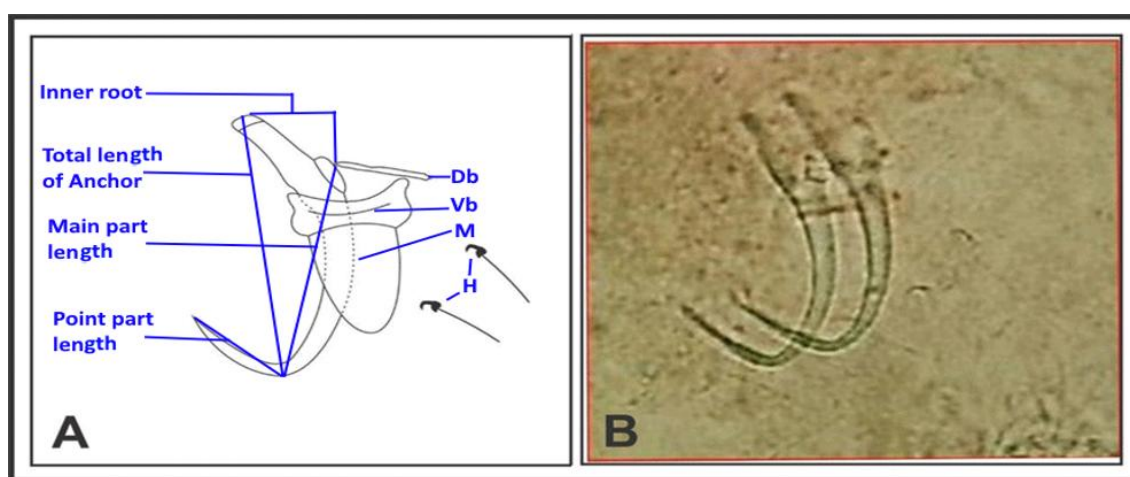 Inner root
Total length
of Anchor
Main part
length
Point part
length
Db
Vb
M
H
A
B